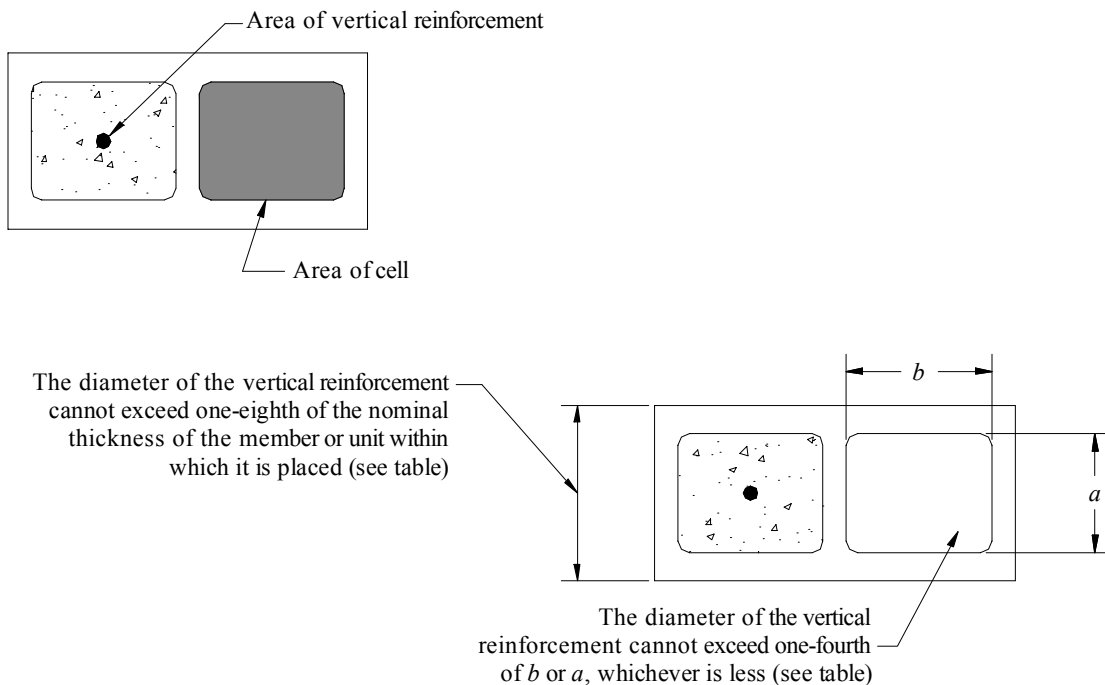 Area of vertical reinforcement
Area of cell
The diameter of the vertical reinforcement
cannot exceed one-eighth of the nominal
thickness of the member or unit within
which it is placed (see table)
b
a
The diameter of the vertical
reinforcement cannot exceed one-fourth
of b or a, whichever is less (see table)